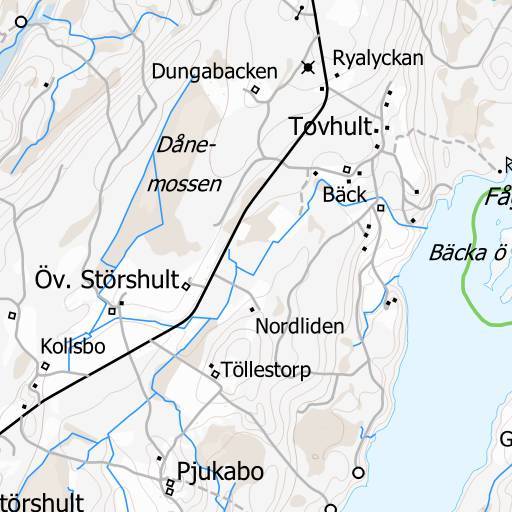 Ryalyckan
Dungabacken
Tovhult
Dåne-
mossen
Bäck
Bäcka ö
Öv. Störshult
Nordliden
Kollsbo
Töllestorp
Pjukabo
törshult